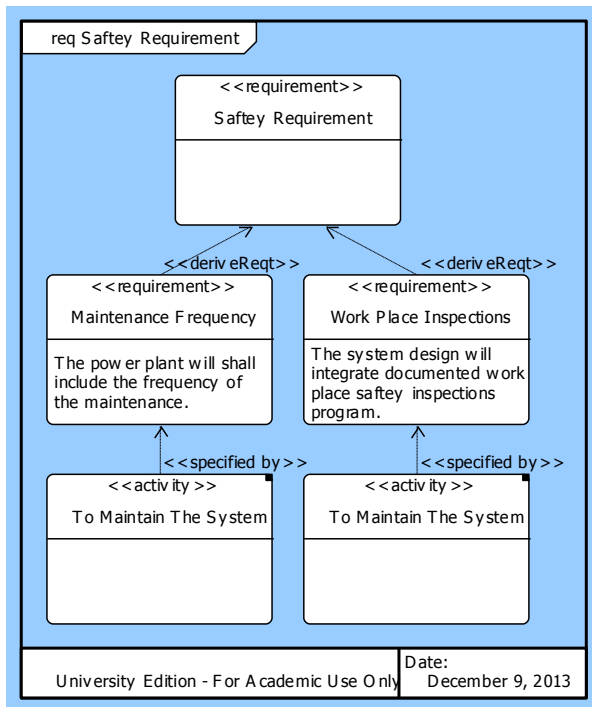 req Saftey Requirement
<<requirement>>
Saftey Requirement
<<deriveReqt>>
<<deriveReqt>>
<<requirement>>
Maintenance Frequency
The power plant will shall
include the frequency of
the maintenance.
<<requirement>>
Work Place Inspections
The system design will
integrate documented work
place saftey inspections
program.
<<specified by>>
<<specified by>>
<<activity>>
To Maintain The System
<<activity>>
To Maintain The System
University Edition - For Academic Use Only
Date:
December 9, 2013